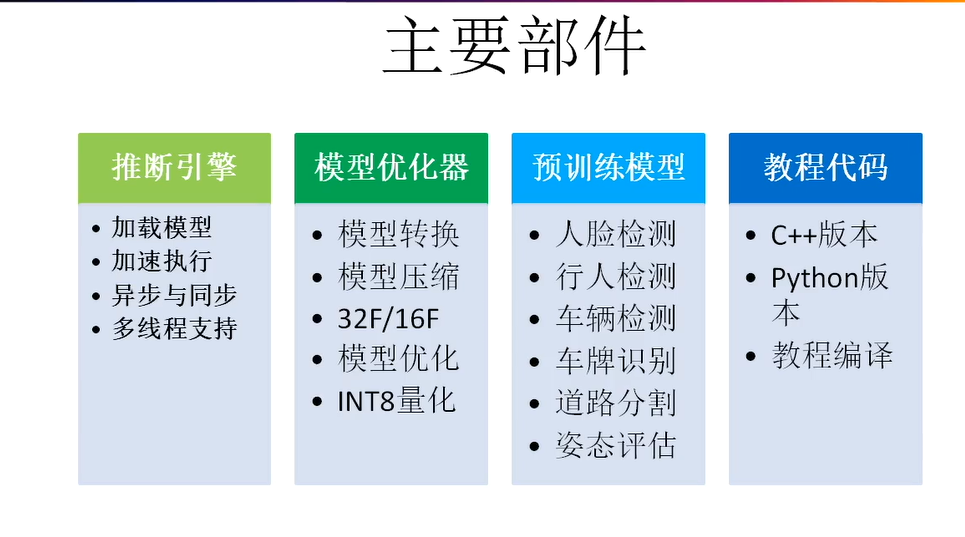 主要部件
推断引擎
• 加载模型
• 加速执行
• 异步与同步
• 多线程支持
模型优化器
• 模型转换
• 模型压缩
• 32F/16F
• 模型优化
• INT8量化
预训练模型
• 人脸检测
• 行人检测
• 车辆检测
• 车牌识别
• 道路分割
• 姿态评估
教程代码
• C++版本
• Python版
本
• 教程编译